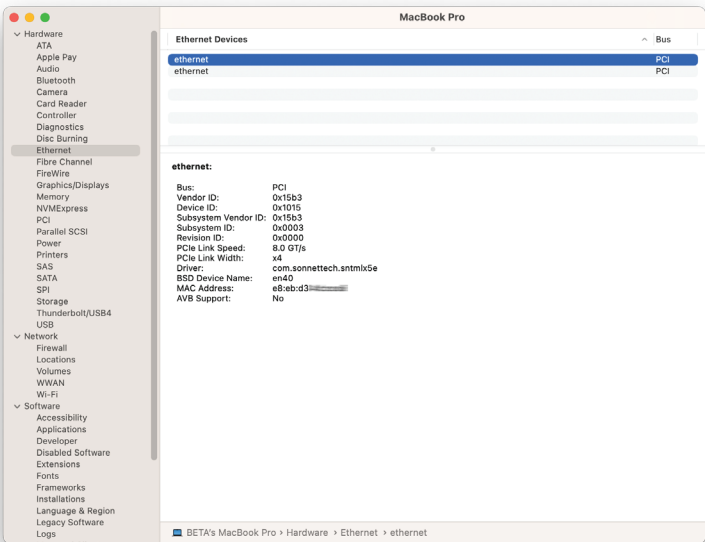 MacBook Pro
Hardware
ATA
Apple Pay
Audio
Bluetooth
Camera
Card Reader
Controller
Diagnostics
Disc Burning
Ethernet
Fibre Channel
FireWire
Graphics/Displays
Memory
NVMExpress
PCI
Parallel SCSI
Power
Printers
SAS
SATA
SPI
Storage
Thunderbolt/USB4
USB
Network
Firewall
Locations
Volumes
WWAN
Wi-Fi
Software
Accessibility
Applications
Developer
Disabled Software
Extensions
Fonts
Frameworks
Installations
Language & Region
Legacy Software
Logs
Ethernet Devices Bus
ethernet PCI
ethernet PCI
ethernet:
Bus: PCI
Vendor ID: 0x15b3
Device ID: 0x1015
Subsystem Vendor ID: 0x15b3
Subsystem ID: 0x0003
Revision ID: 0x0000
PCIe Link Speed: 8.0 GT/s
PCIe Link Width: x4
Driver: com.sonnettech.sntmlx5e
BSD Device Name: en40
MAC Address: e8:eb:d3
AVB Support: No
BETA's MacBook Pro › Hardware › Ethernet › ethernet